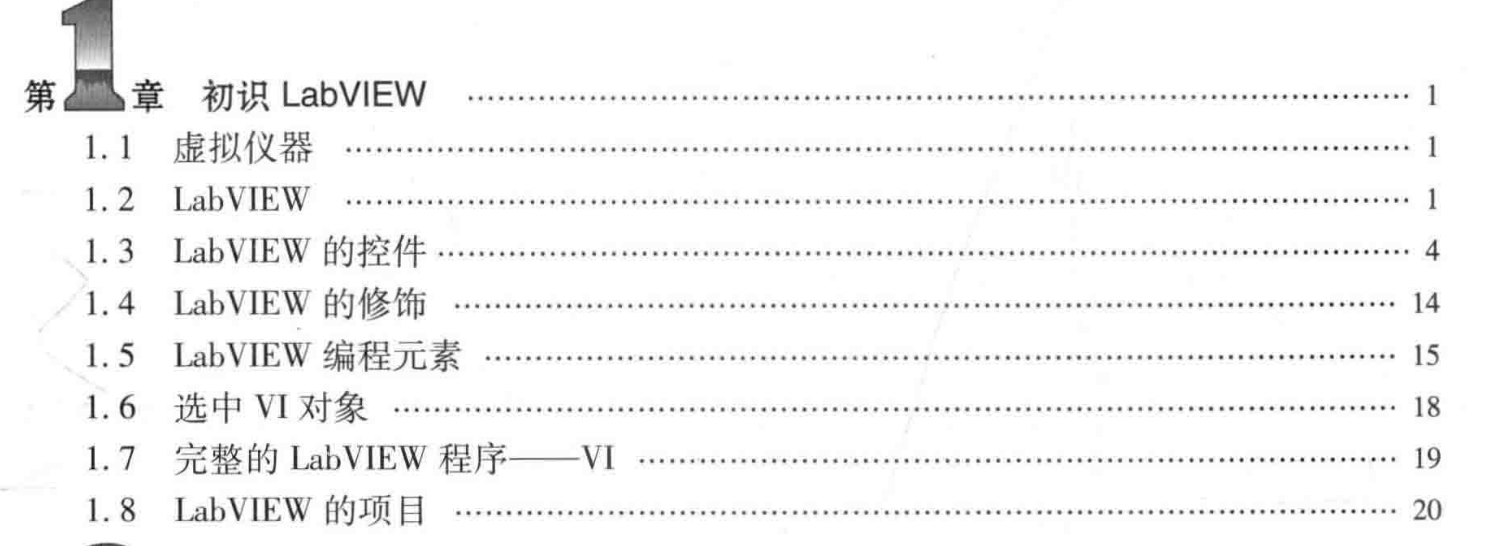 第1章 初识 LabVIEW ………… 1
1.1 虚拟仪器 ………… 1
1.2 LabVIEW ………… 1
1.3 LabVIEW 的控件 ………… 4
1.4 LabVIEW 的修饰 ………… 14
1.5 LabVIEW 编程元素 ………… 15
1.6 选中 VI 对象 ………… 18
1.7 完整的 LabVIEW 程序——VI ………… 19
1.8 LabVIEW 的项目 ………… 20